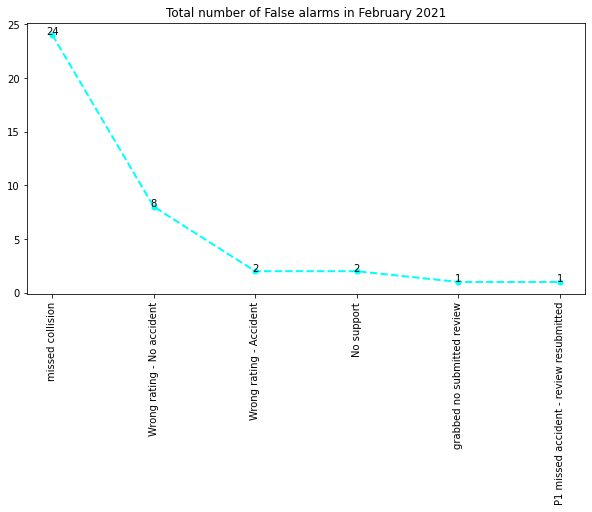 Total number of False alarms in February 2021
25
20
15
10
5
0
24
8
2
2
1
1
missed collision
Wrong rating - No accident
Wrong rating - Accident
No support
grabbed no submitted review
P1 missed accident - review resubmitted